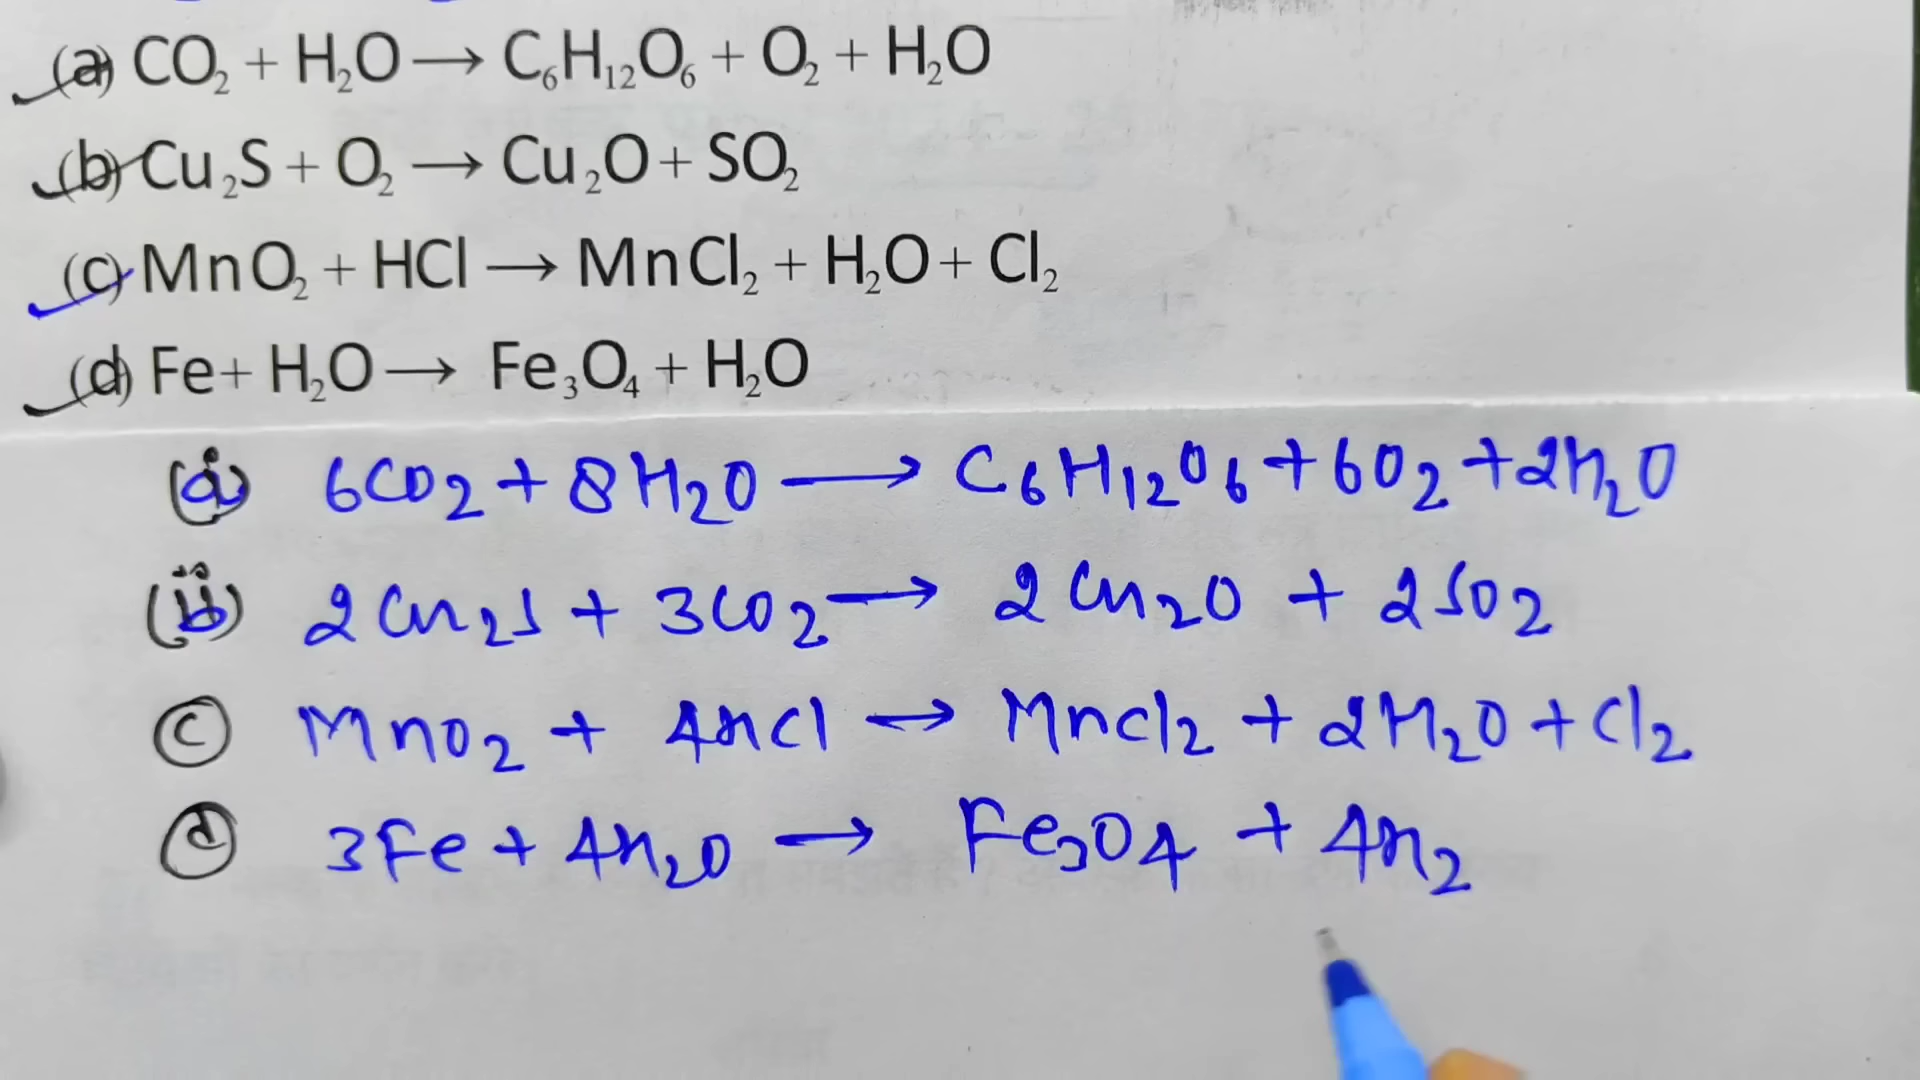 (a) CO₂ + H₂O → C₆H₁₂O₆ + O₂ + H₂O
(b) Cu₂S + O₂ → Cu₂O + SO₂
(c) MnO₂ + HCl → MnCl₂ + H₂O + Cl₂
(d) Fe + H₂O → Fe₃O₄ + H₂O
(a) 6CO₂ + 8H₂O → C₆H₁₂O₆ + 6O₂ + 2H₂O
(b) 2Cu₂S + 3CO₂ → 2Cu₂O + 2SO₂
(c) MnO₂ + 4HCl → MnCl₂ + 2H₂O + Cl₂
(d) 3Fe + 4H₂O → Fe₃O₄ + 4H₂